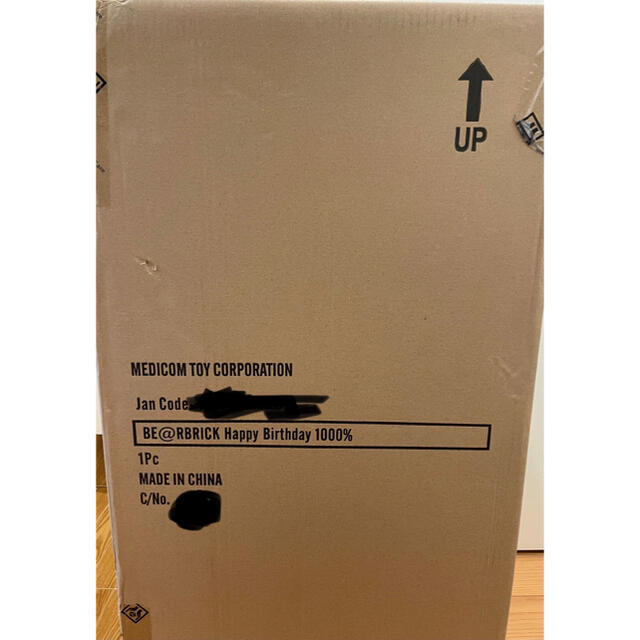 UP
MEDICOM TOY CORPORATION
Jan Code
BE@RBRICK Happy Birthday 1000%
1Pc
MADE IN CHINA
C/No.